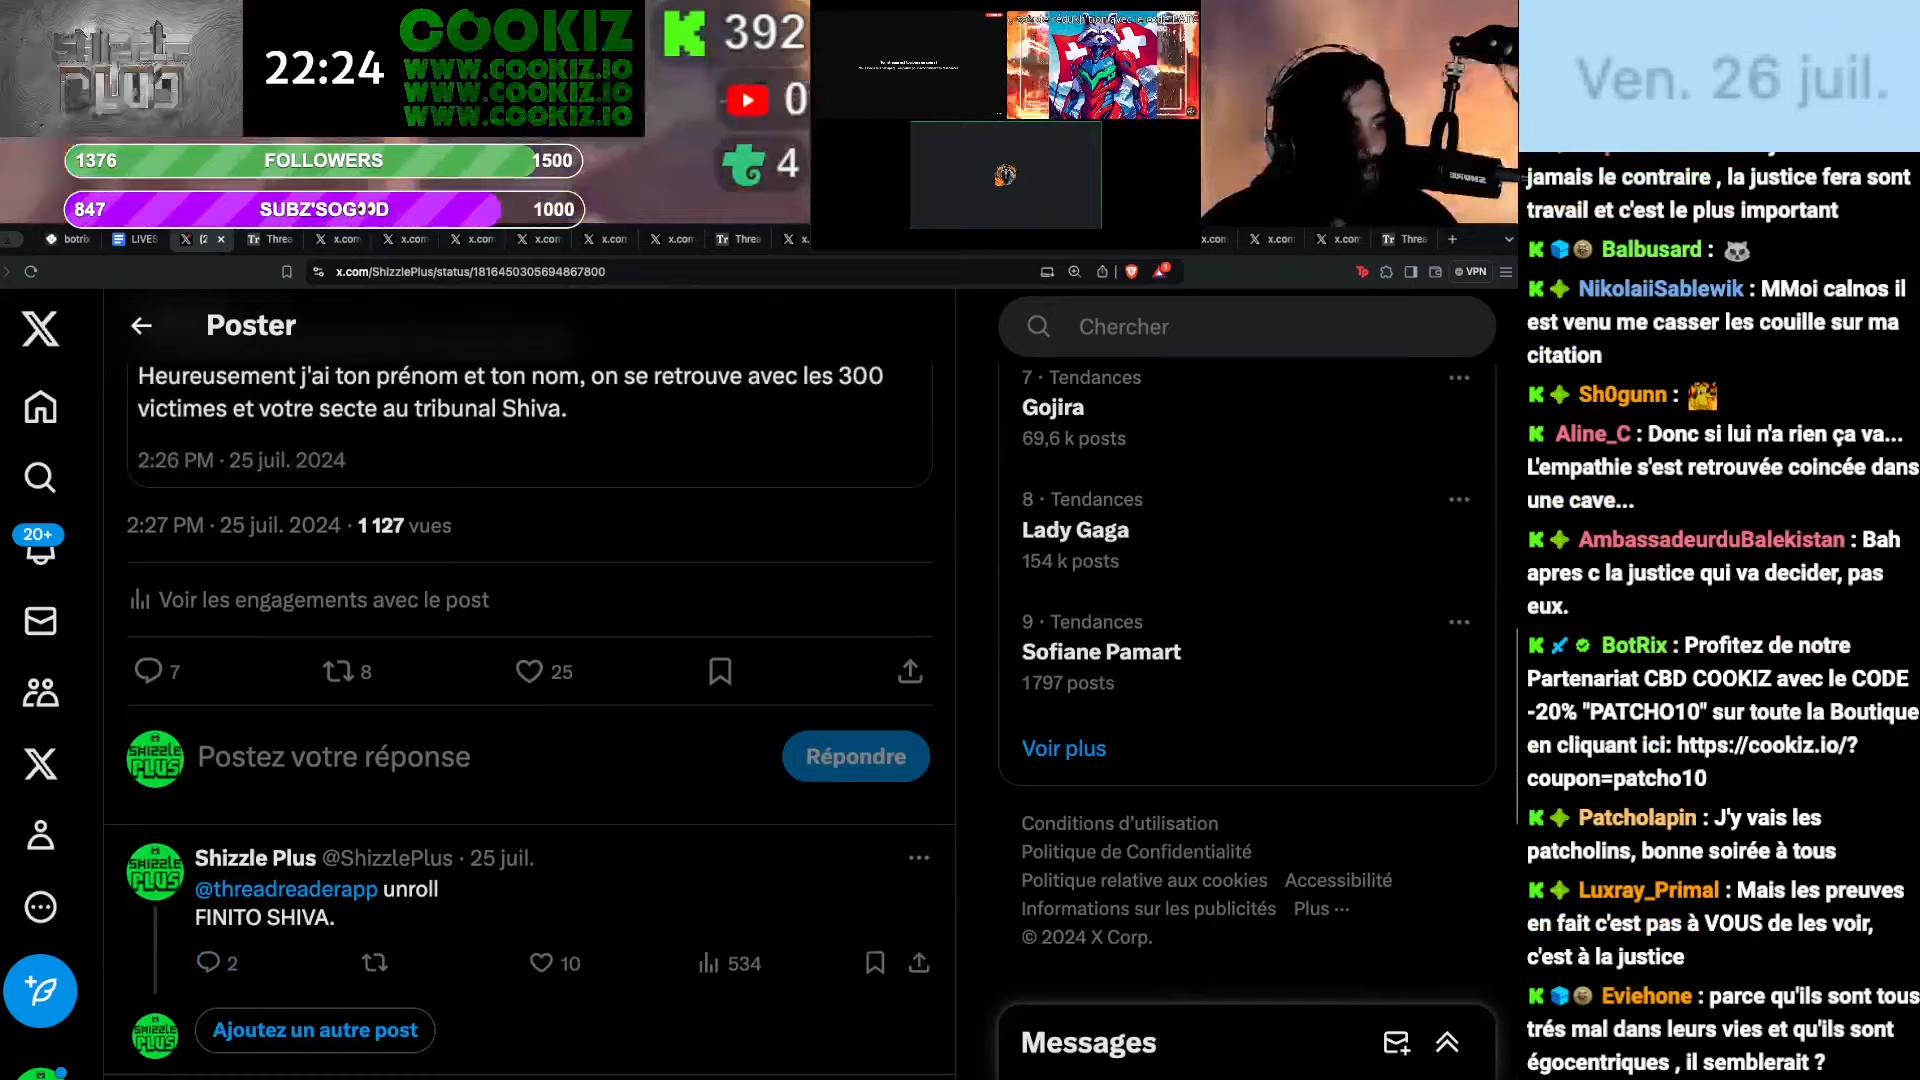 SHIZZLE
PLUS
22:24
COOKIZ
WWW.COOKIZ.IO
WWW.COOKIZ.IO
WWW.COOKIZ.IO
392
0
4
1376 FOLLOWERS 1500
847 SUBZ'SOG👀D 1000
Ven. 26 juil.
botrix
LIVES
(2
Threa
x.com
x.com
x.com
x.com
x.com
x.com
Threa
x.
x.com
x.com
x.com
Threa
x.com/ShizzlePlus/status/1816450305694867800
VPN
Poster
Heureusement j'ai ton prénom et ton nom, on se retrouve avec les 300
victimes et votre secte au tribunal Shiva.
2:26 PM · 25 juil. 2024
2:27 PM · 25 juil. 2024 · 1 127 vues
Voir les engagements avec le post
7 8 25
Postez votre réponse
Répondre
Shizzle Plus @ShizzlePlus · 25 juil.
@threadreaderapp unroll
FINITO SHIVA.
2 10 534
Ajoutez un autre post
20+
Chercher
7 · Tendances
Gojira
69,6 k posts
8 · Tendances
Lady Gaga
154 k posts
9 · Tendances
Sofiane Pamart
1797 posts
Voir plus
Conditions d'utilisation
Politique de Confidentialité
Politique relative aux cookies Accessibilité
Informations sur les publicités Plus ···
© 2024 X Corp.
Messages
jamais le contraire , la justice fera sont
travail et c'est le plus important
Balbusard :
NikolaiiSablewik : MMoi calnos il
est venu me casser les couille sur ma
citation
Sh0gunn :
Aline_C : Donc si lui n'a rien ça va...
L'empathie s'est retrouvée coincée dans
une cave...
AmbassadeurduBalekistan : Bah
apres c la justice qui va decider, pas
eux.
BotRix : Profitez de notre
Partenariat CBD COOKIZ avec le CODE
-20% "PATCHO10" sur toute la Boutique
en cliquant ici: https://cookiz.io/?
coupon=patcho10
Patcholapin : J'y vais les
patcholins, bonne soirée à tous
Luxray_Primal : Mais les preuves
en fait c'est pas à VOUS de les voir,
c'est à la justice
Eviehone : parce qu'ils sont tous
trés mal dans leurs vies et qu'ils sont
égocentriques , il semblerait ?